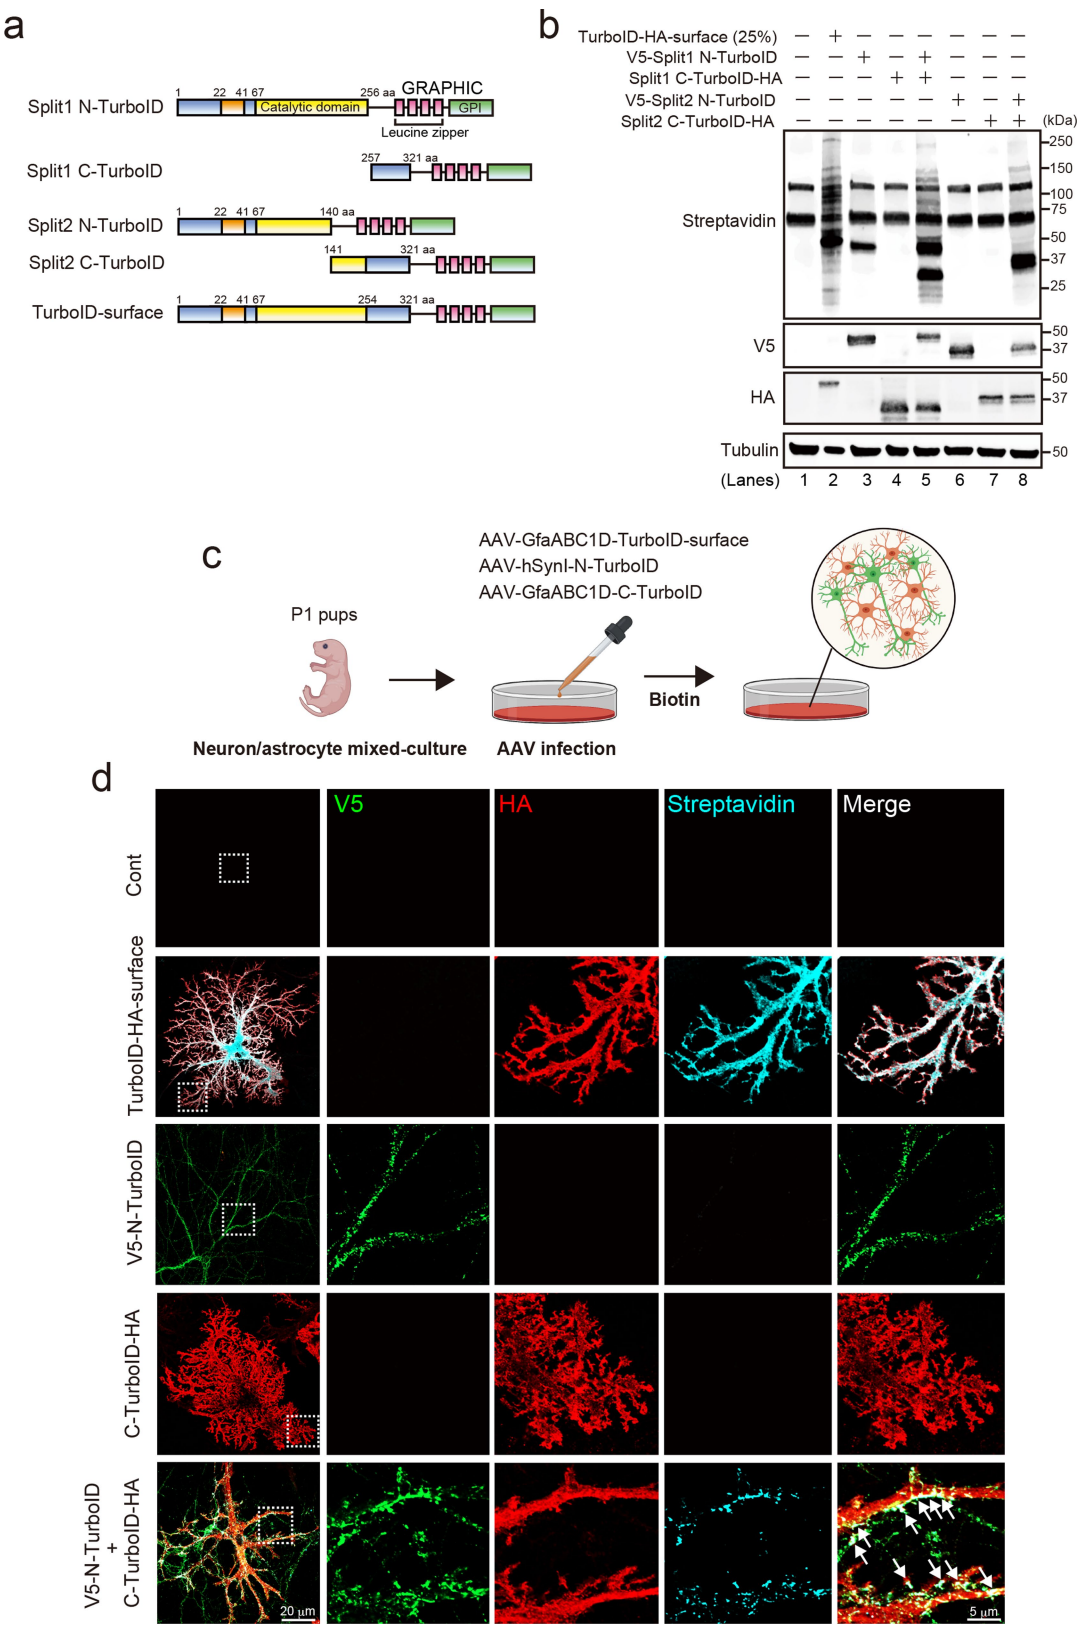 a
GRAPHIC
Split1 N-TurboID
1 22 41 67 256 aa
Catalytic domain
GPI
Leucine zipper
Split1 C-TurboID
257 321 aa
Split2 N-TurboID
1 22 41 67 140 aa
Split2 C-TurboID
141 321 aa
TurboID-surface
1 22 41 67 254 321 aa
b
TurboID-HA-surface (25%) — + — — — — — —
V5-Split1 N-TurboID — — + — + — — —
Split1 C-TurboID-HA — — — + + — — —
V5-Split2 N-TurboID — — — — — + — +
Split2 C-TurboID-HA — — — — — — + +
(kDa)
Streptavidin
250
150
100
75
50
37
25
V5
50
37
HA
50
37
Tubulin
50
(Lanes) 1 2 3 4 5 6 7 8
c
P1 pups
AAV-GfaABC1D-TurboID-surface
AAV-hSynI-N-TurboID
AAV-GfaABC1D-C-TurboID
Biotin
Neuron/astrocyte mixed-culture
AAV infection
d
V5 HA Streptavidin Merge
Cont
TurboID-HA-surface
V5-N-TurboID
C-TurboID-HA
V5-N-TurboID
+
C-TurboID-HA
20 μm
5 μm